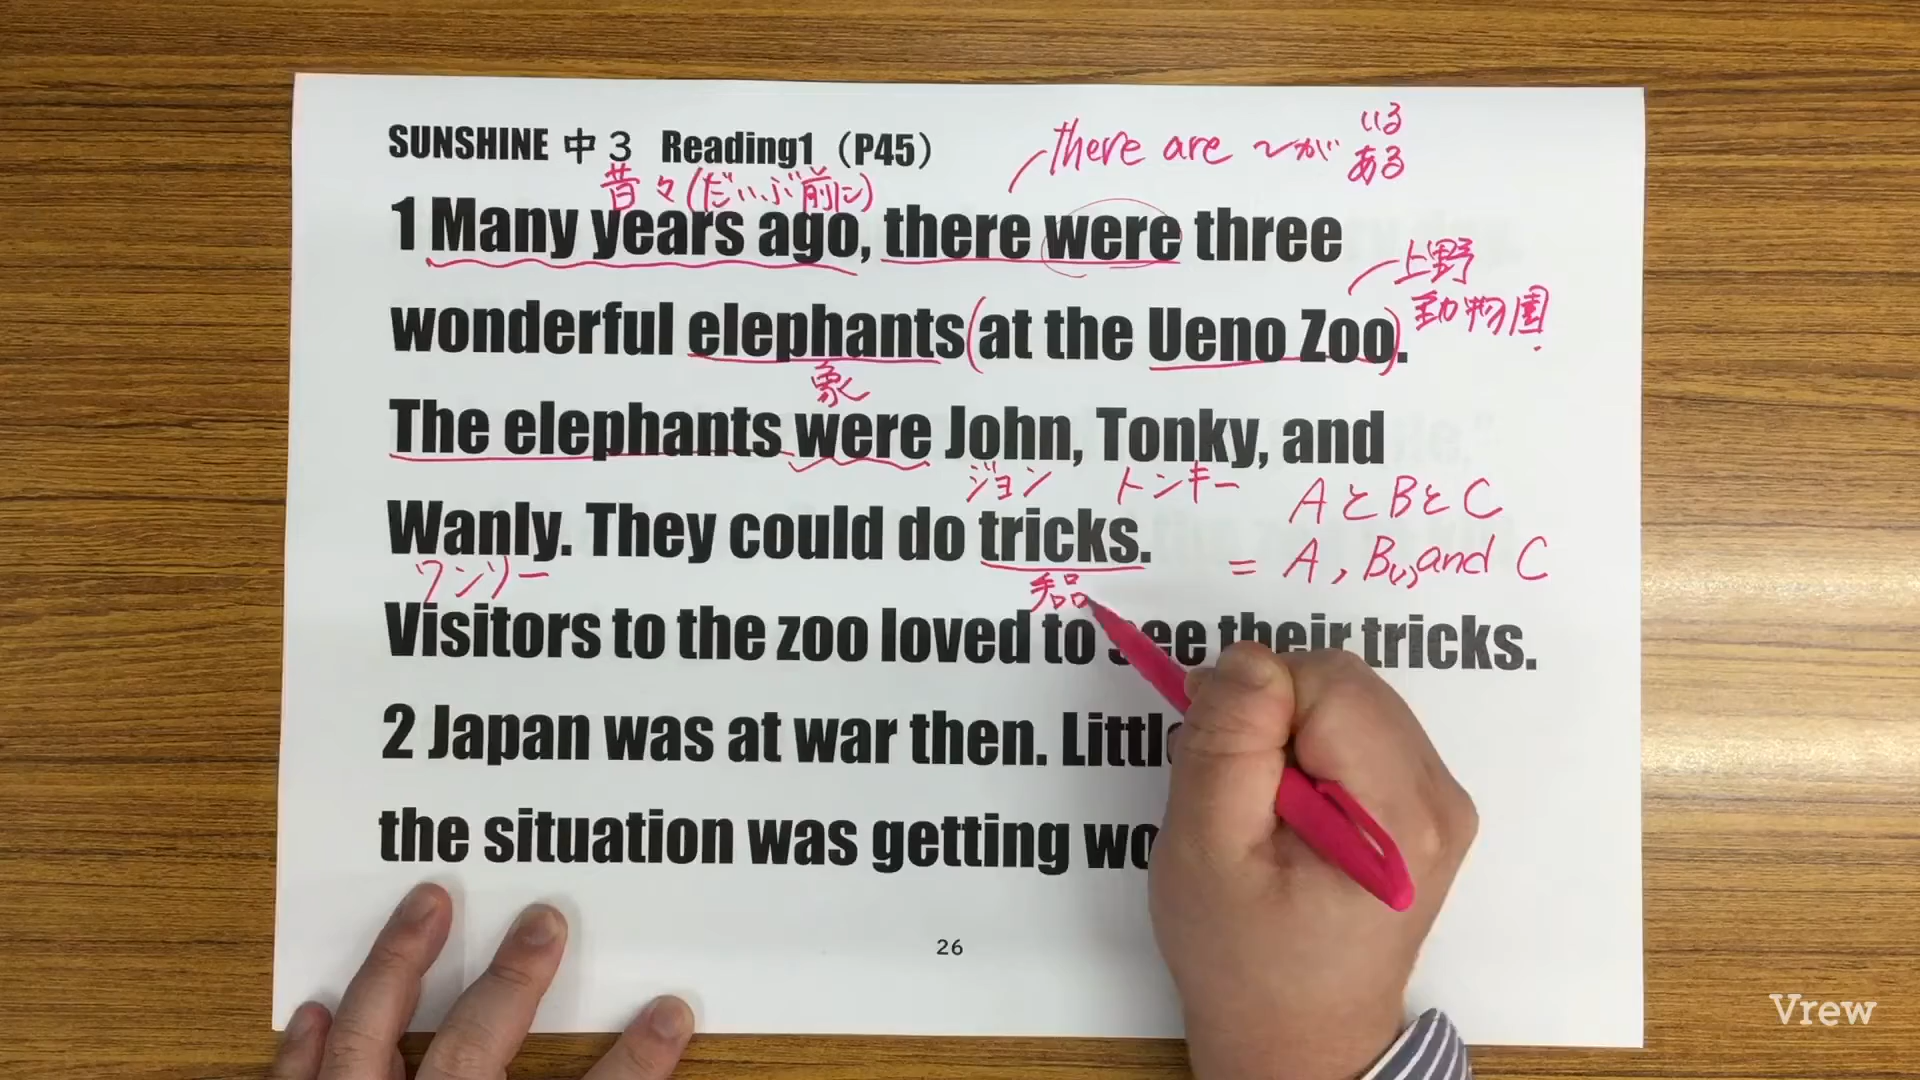 SUNSHINE 中３ Reading1（P45）
there are 〜が いる
ある
昔々(だいぶ前に)
1 Many years ago, there were three
上野
動物園
wonderful elephants(at the Ueno Zoo).
象
The elephants were John, Tonky, and
ジョン トンキー
AとBとC
Wanly. They could do tricks.
= A, B, and C
ワンリー
Visitors to the zoo loved to see their tricks.
2 Japan was at war then.
the situation was getting
26
Vrew